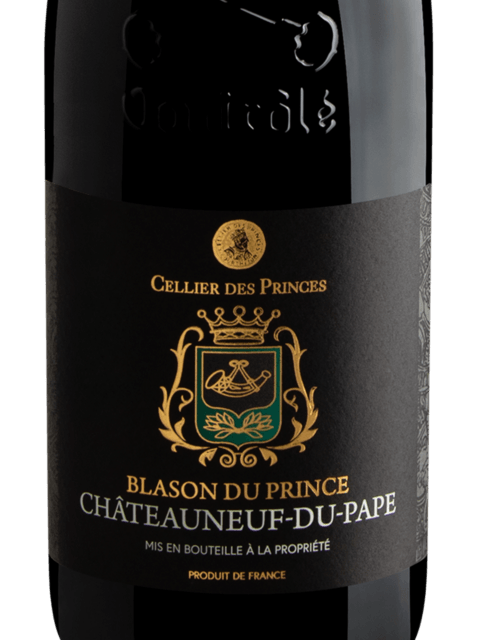 Contrôlé
CELLIER DES PRINCES
BLASON DU PRINCE
CHÂTEAUNEUF-DU-PAPE
MIS EN BOUTEILLE À LA PROPRIÉTÉ
PRODUIT DE FRANCE